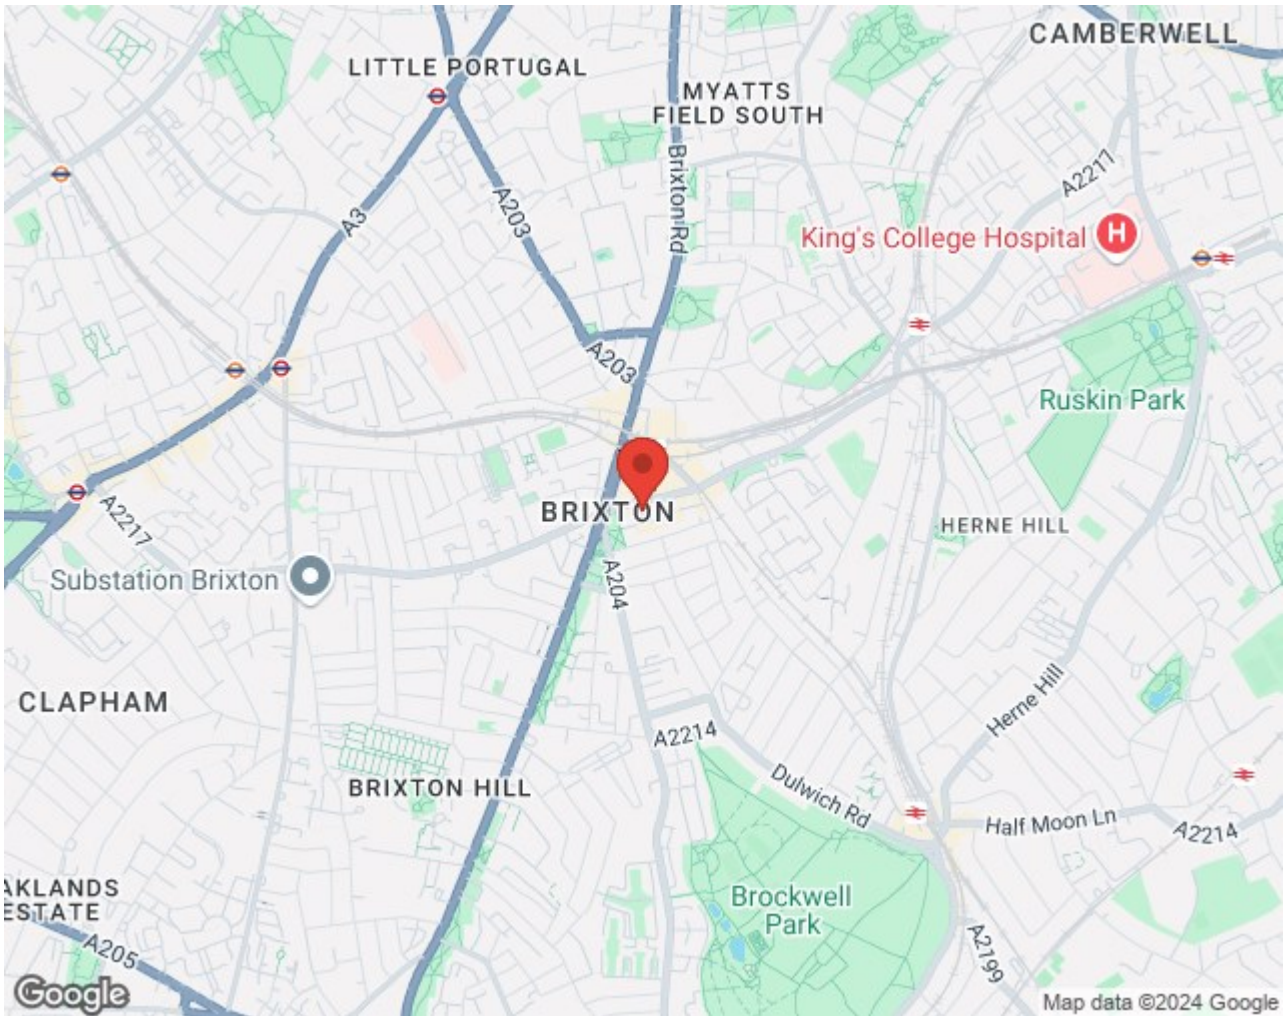 CAMBERWELL
LITTLE PORTUGAL
MYATTS
FIELD SOUTH
Brixton Rd
A2217
A203
A3
King's College Hospital
H
A203
Ruskin Park
BRIXTON
A2217
HERNE HILL
Substation Brixton
A204
CLAPHAM
Herne Hill
A2214
BRIXTON HILL
Dulwich Rd
Half Moon Ln
A2214
AKLANDS
ESTATE
Brockwell
Park
A205
A2199
Google
Map data ©2024 Google